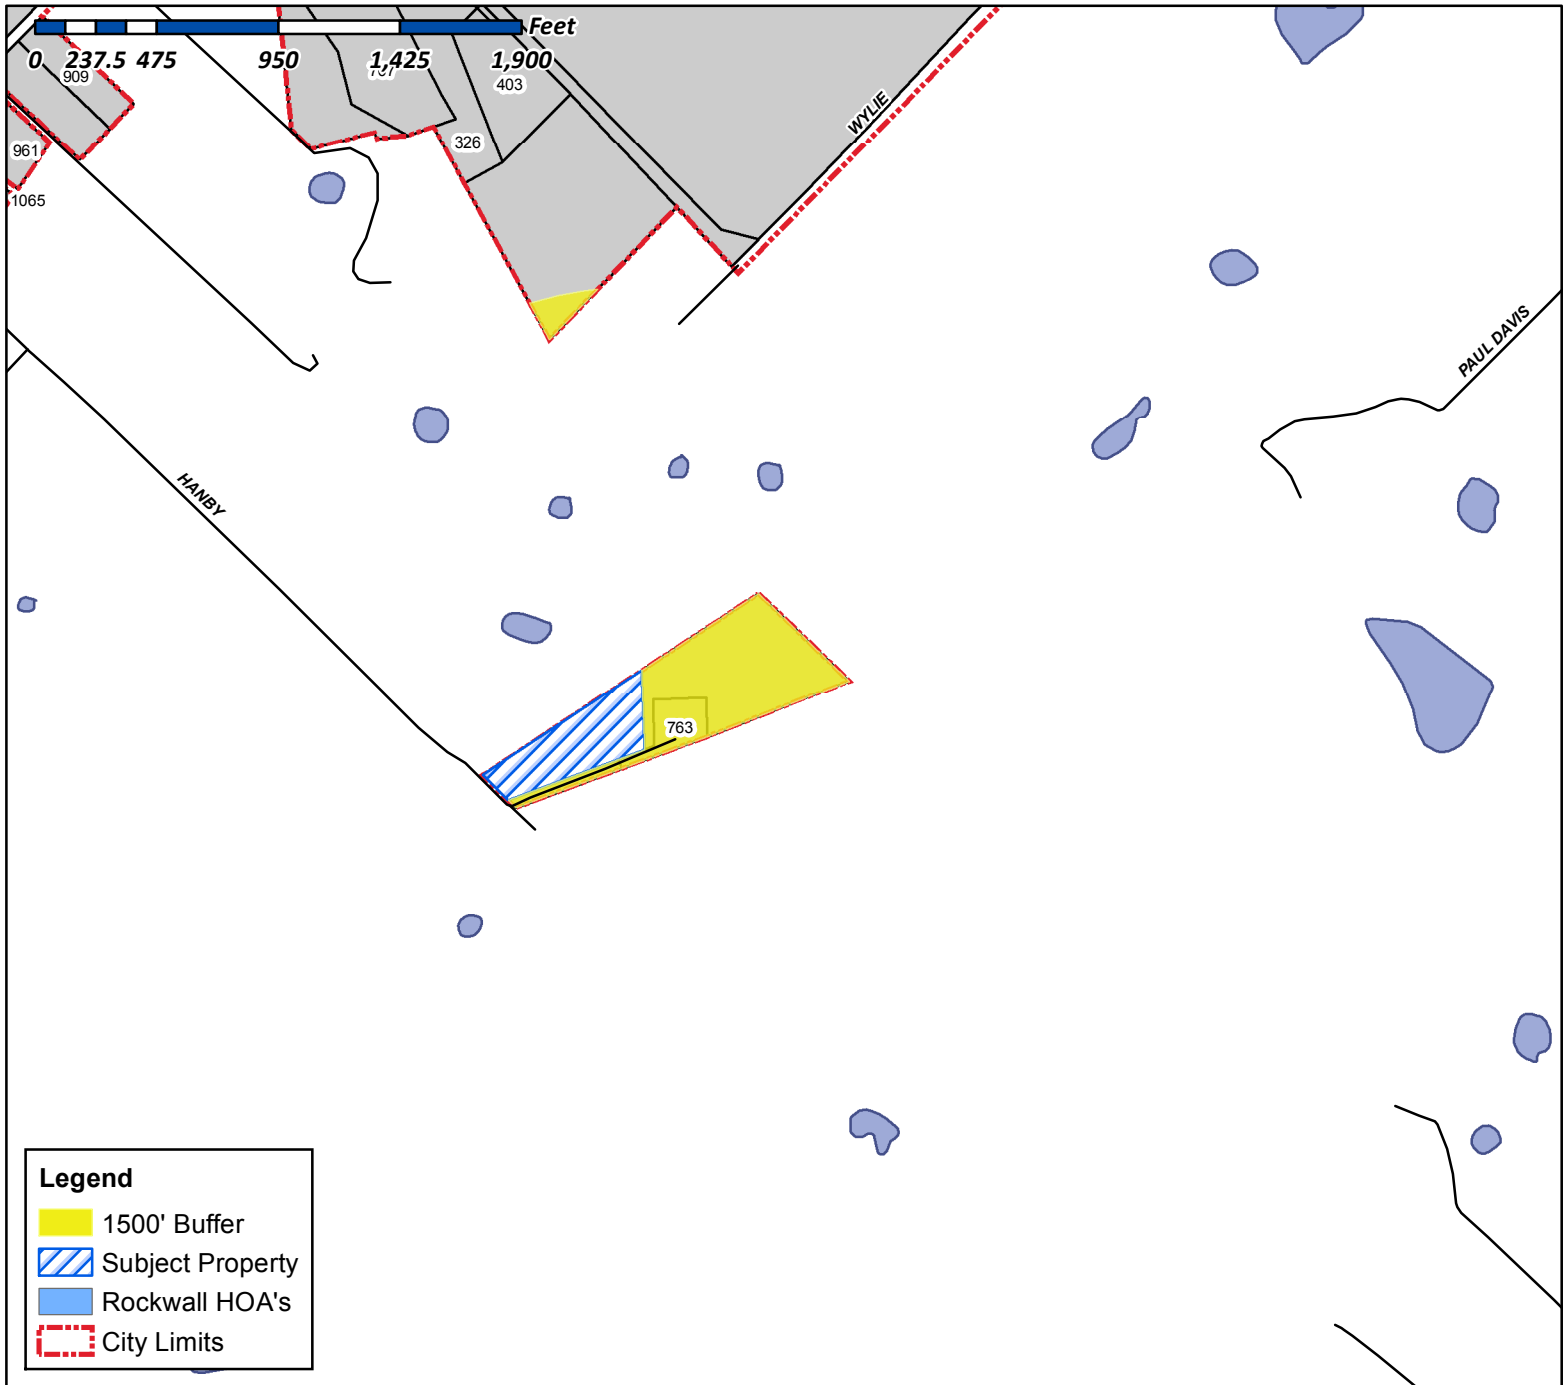 Feet
0 237.5 475 950 1,425 1,900
909
403
326
961
1065
WYLIE
PAUL DAVIS
HANBY
763
Legend
1500' Buffer
Subject Property
Rockwall HOA's
City Limits